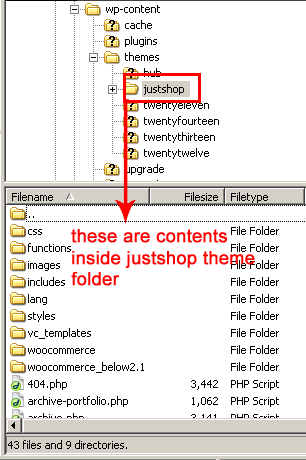 wp-content
cache
plugins
themes
hub
justshop
twentyeleven
twentyfourteen
twentythirteen
twentytwelve
upgrade
Filename Filesize Filetype
..
css File Folder
functions File Folder
images File Folder
includes File Folder
lang File Folder
styles File Folder
vc_templates File Folder
woocommerce File Folder
woocommerce_below2.1 File Folder
404.php 3,442 PHP Script
archive-portfolio.php 1,062 PHP Script
archive.php 3,141 PHP Script
these are contents
inside justshop theme
folder
43 files and 9 directories.